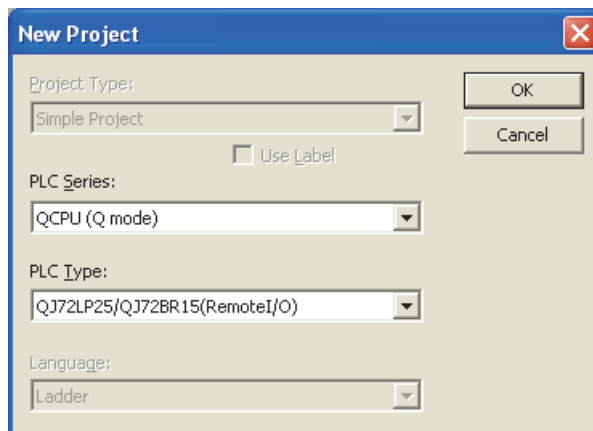 New Project
Project Type:
OK
Simple Project
Cancel
Use Label
PLC Series:
QCPU (Q mode)
PLC Type:
QJ72LP25/QJ72BR15(RemoteI/O)
Language:
Ladder